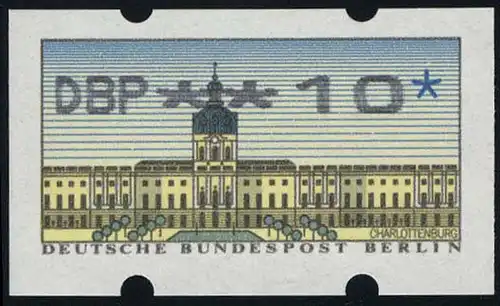 DBP**10*
CHARLOTTENBURG
DEUTSCHE BUNDESPOST BERLIN